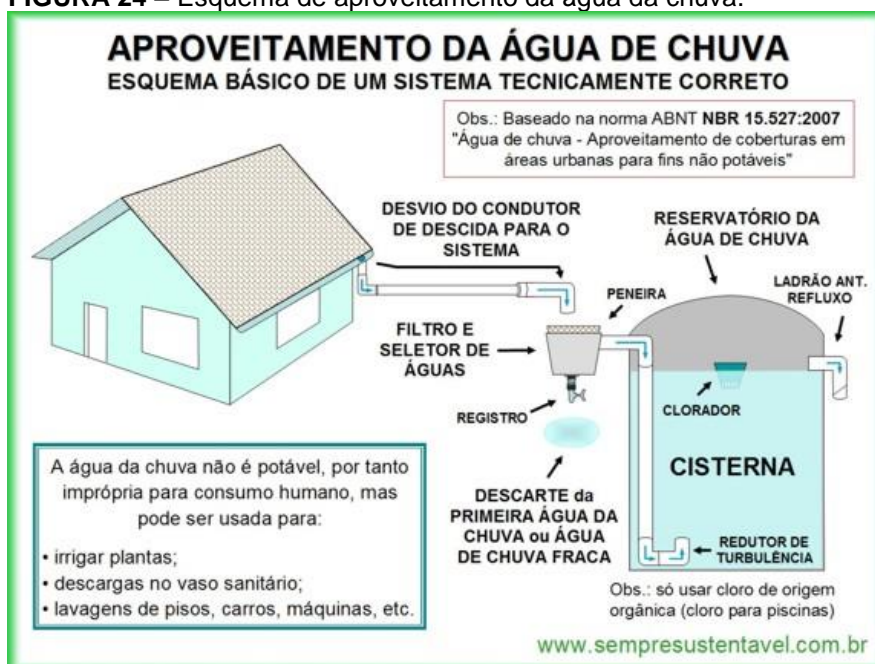 FIGURA 24 – Esquema de aproveitamento da água da chuva.
APROVEITAMENTO DA ÁGUA DE CHUVA
ESQUEMA BÁSICO DE UM SISTEMA TECNICAMENTE CORRETO
Obs.: Baseado na norma ABNT NBR 15.527:2007
"Água de chuva - Aproveitamento de coberturas em
áreas urbanas para fins não potáveis"
DESVIO DO CONDUTOR
DE DESCIDA PARA O
SISTEMA
RESERVATÓRIO DA
ÁGUA DE CHUVA
LADRÃO ANT.
REFLUXO
PENEIRA
FILTRO E
SELETOR DE
ÁGUAS
REGISTRO
CLORADOR
CISTERNA
DESCARTE da
PRIMEIRA ÁGUA DA
CHUVA ou ÁGUA
DE CHUVA FRACA
REDUTOR DE
TURBULÊNCIA
A água da chuva não é potável, por tanto
imprópria para consumo humano, mas
pode ser usada para:
• irrigar plantas;
• descargas no vaso sanitário;
• lavagens de pisos, carros, máquinas, etc.
Obs.: só usar cloro de origem
orgânica (cloro para piscinas)
www.sempresustentavel.com.br